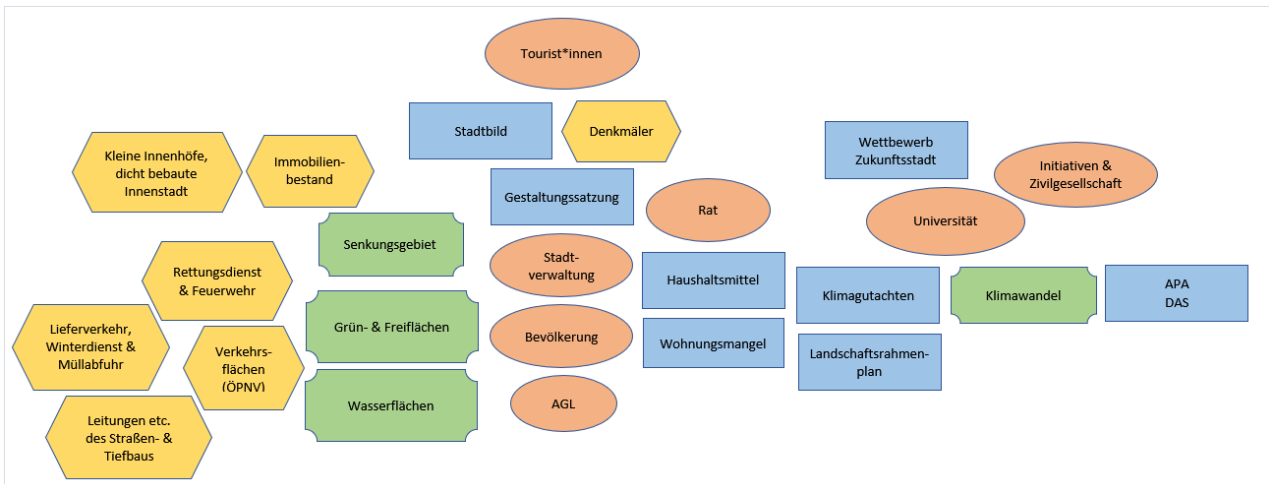 Tourist*innen
Stadtbild
Denkmäler
Wettbewerb
Zukunftsstadt
Kleine Innenhöfe,
dicht bebaute
Innenstadt
Immobilien-
bestand
Initiativen &
Zivilgesellschaft
Gestaltungssatzung
Rat
Universität
Senkungsgebiet
Stadt-
verwaltung
Rettungsdienst
& Feuerwehr
Haushaltsmittel
Klimagutachten
Klimawandel
APA
DAS
Lieferverkehr,
Winterdienst &
Müllabfuhr
Grün- & Freiflächen
Bevölkerung
Wohnungsmangel
Landschaftsrahmen-
plan
Verkehrs-
flächen
(ÖPNV)
Wasserflächen
AGL
Leitungen etc.
des Straßen- &
Tiefbaus